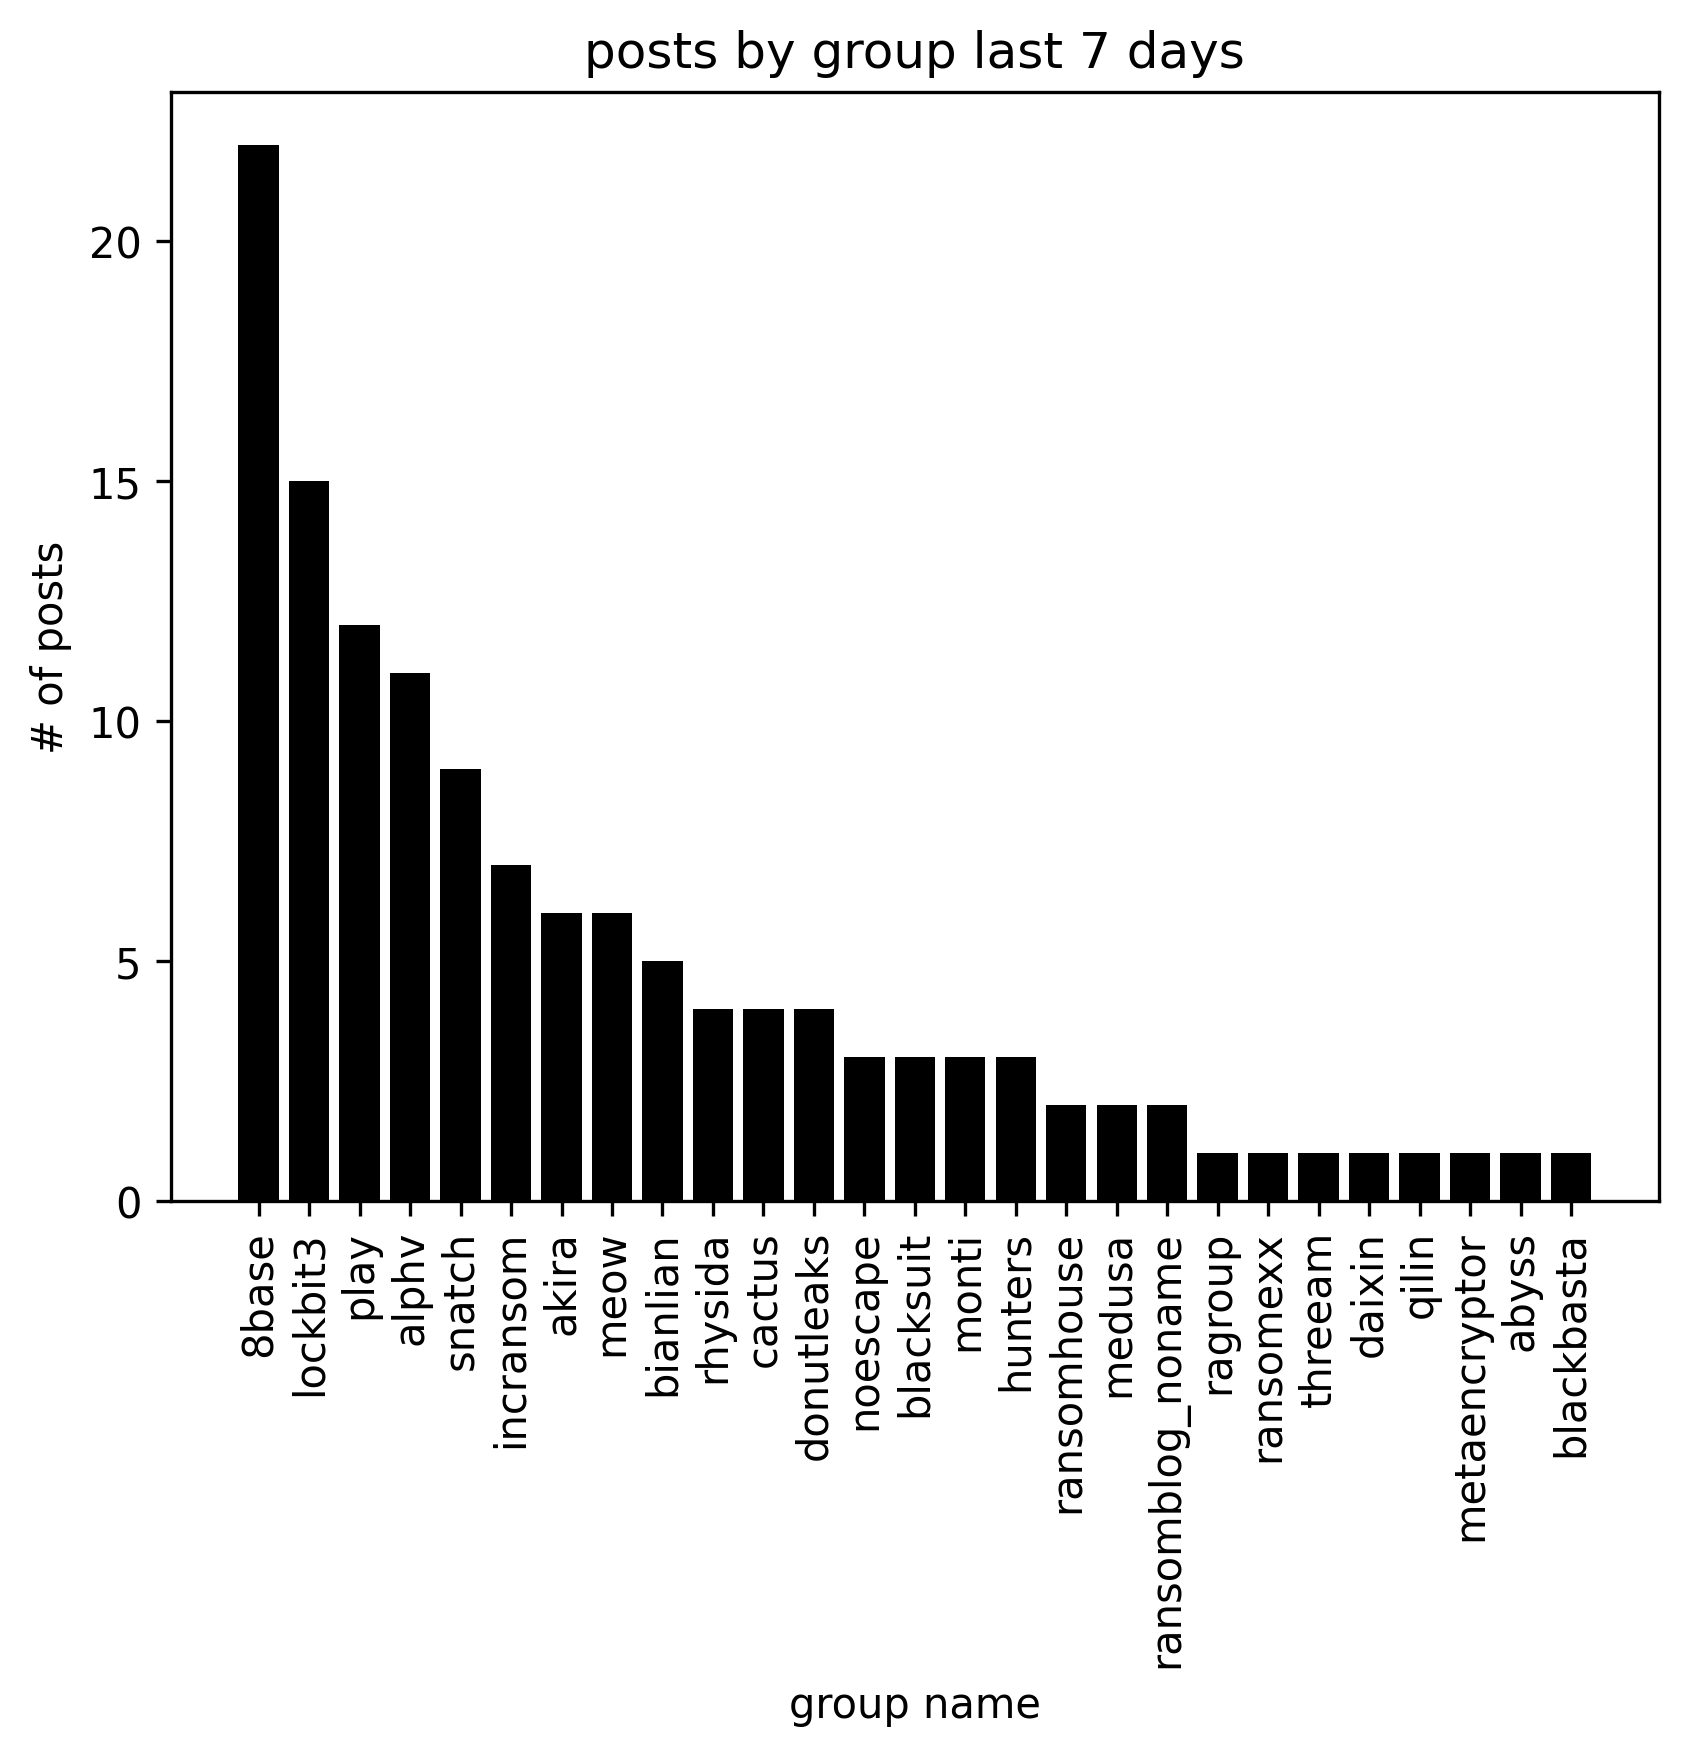 posts by group last 7 days
# of posts
20
15
10
5
0
8base
lockbit3
play
alphv
snatch
incransom
akira
meow
bianlian
rhysida
cactus
donutleaks
noescape
blacksuit
monti
hunters
ransomhouse
medusa
ransomblog_noname
ragroup
ransomexx
threeam
daixin
qilin
metaencryptor
abyss
blackbasta
group name